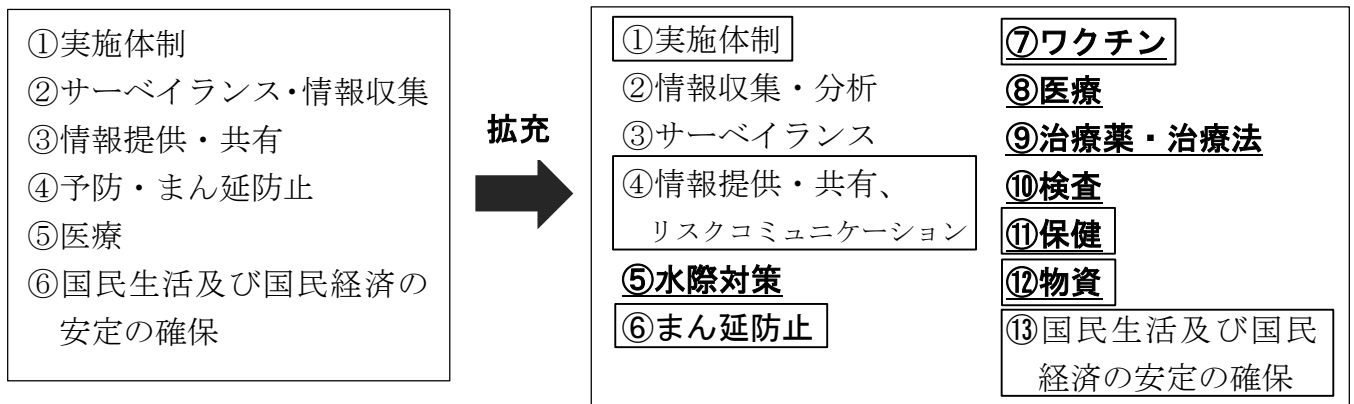 ①実施体制
②サーベイランス・情報収集
③情報提供・共有
④予防・まん延防止
⑤医療
⑥国民生活及び国民経済の
安定の確保
拡充
①実施体制
②情報収集・分析
③サーベイランス
④情報提供・共有、
リスクコミュニケーション
⑤水際対策
⑥まん延防止
⑦ワクチン
⑧医療
⑨治療薬・治療法
⑩検査
⑪保健
⑫物資
⑬国民生活及び国民
経済の安定の確保